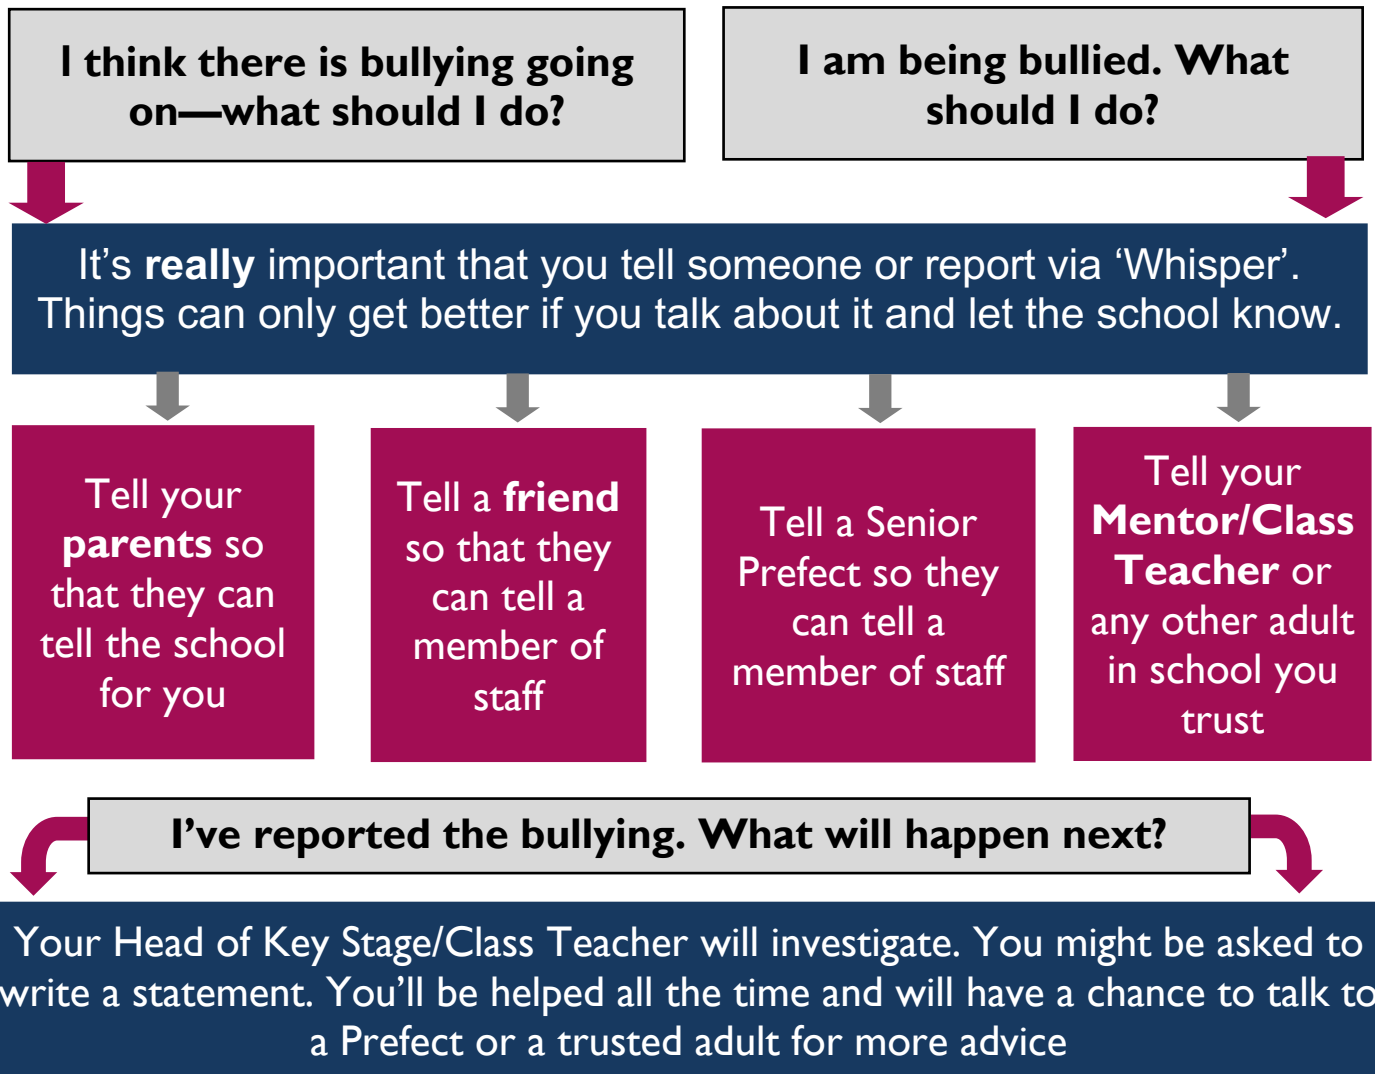 I think there is bullying going
on—what should I do?
I am being bullied. What
should I do?
It's really important that you tell someone or report via ‘Whisper’.
Things can only get better if you talk about it and let the school know.
Tell your
parents so
that they can
tell the school
for you
Tell a friend
so that they
can tell a
member of
staff
Tell a Senior
Prefect so they
can tell a
member of staff
Tell your
Mentor/Class
Teacher or
any other adult
in school you
trust
I’ve reported the bullying. What will happen next?
Your Head of Key Stage/Class Teacher will investigate. You might be asked to
write a statement. You’ll be helped all the time and will have a chance to talk to
a Prefect or a trusted adult for more advice